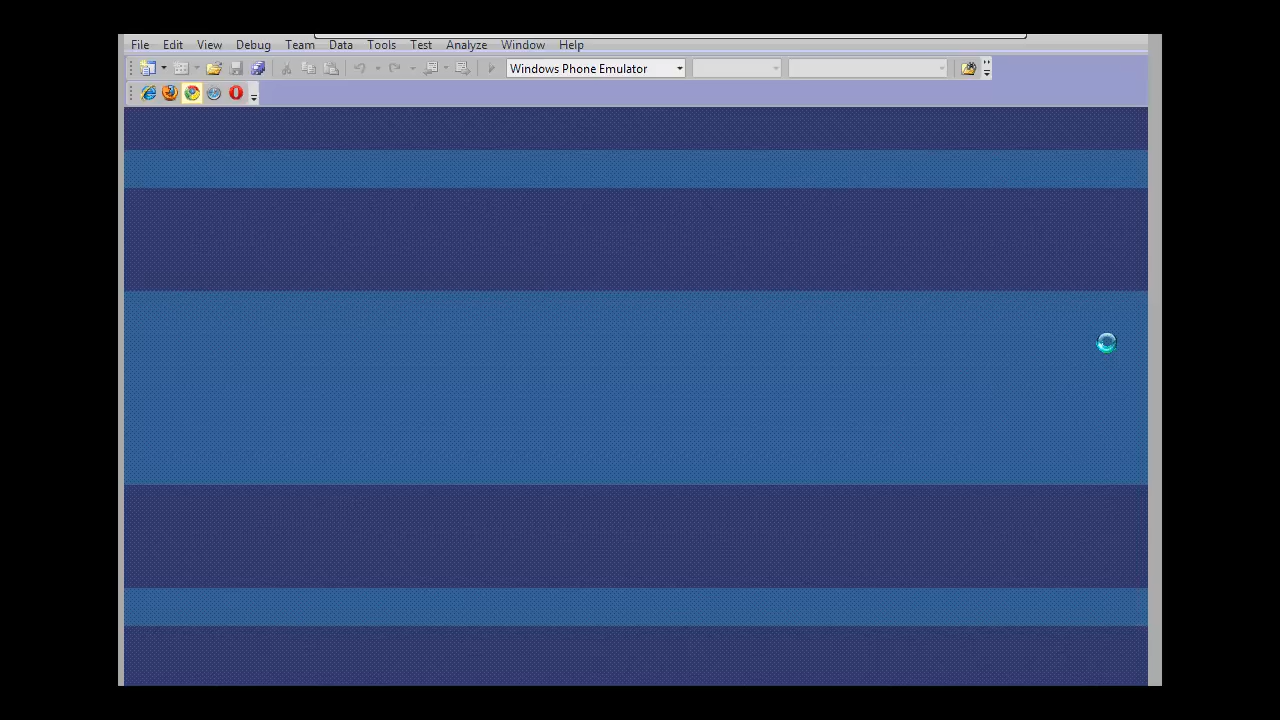 File Edit View Debug Team Data Tools Test Analyze Window Help
Windows Phone Emulator